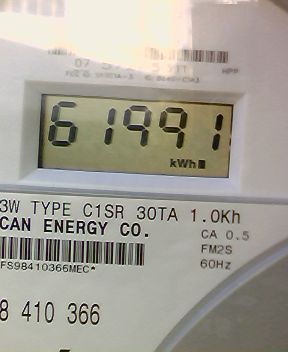 61991
kWh
3W TYPE C1SR 30TA 1.0Kh
CAN ENERGY CO.
CA 0.5
FM2S
60Hz
FS98410366MEC*
8 410 366